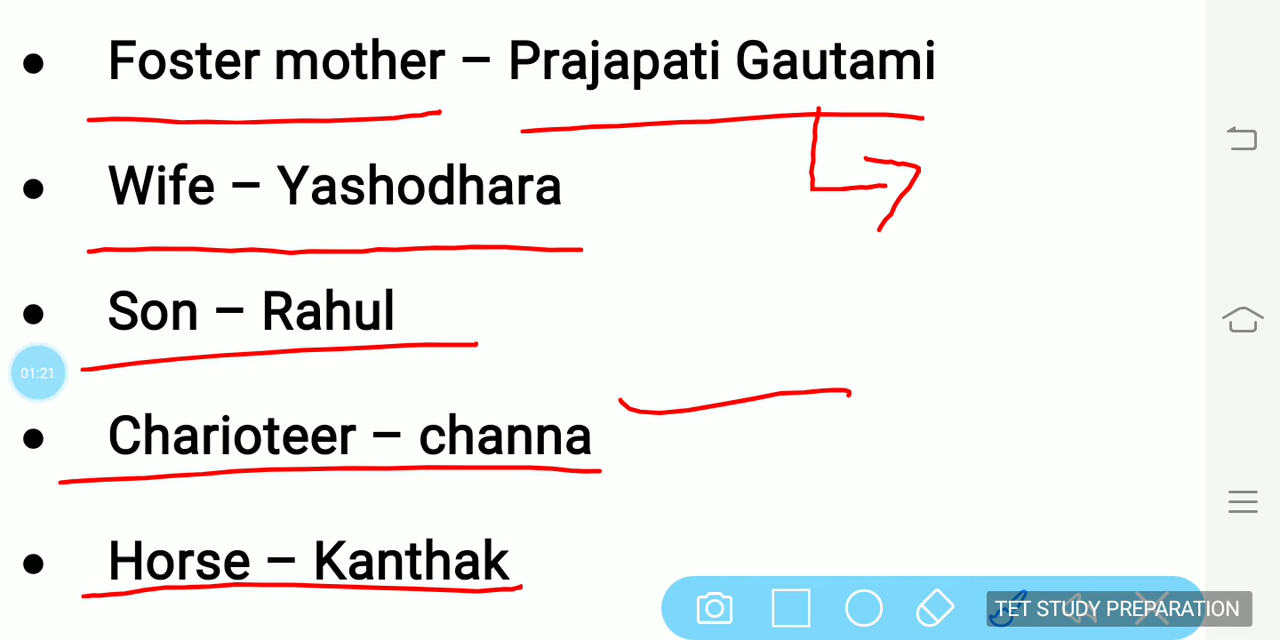 ● Foster mother – Prajapati Gautami
● Wife – Yashodhara
● Son – Rahul
01:21
● Charioteer – channa
● Horse – Kanthak
TET STUDY PREPARATION